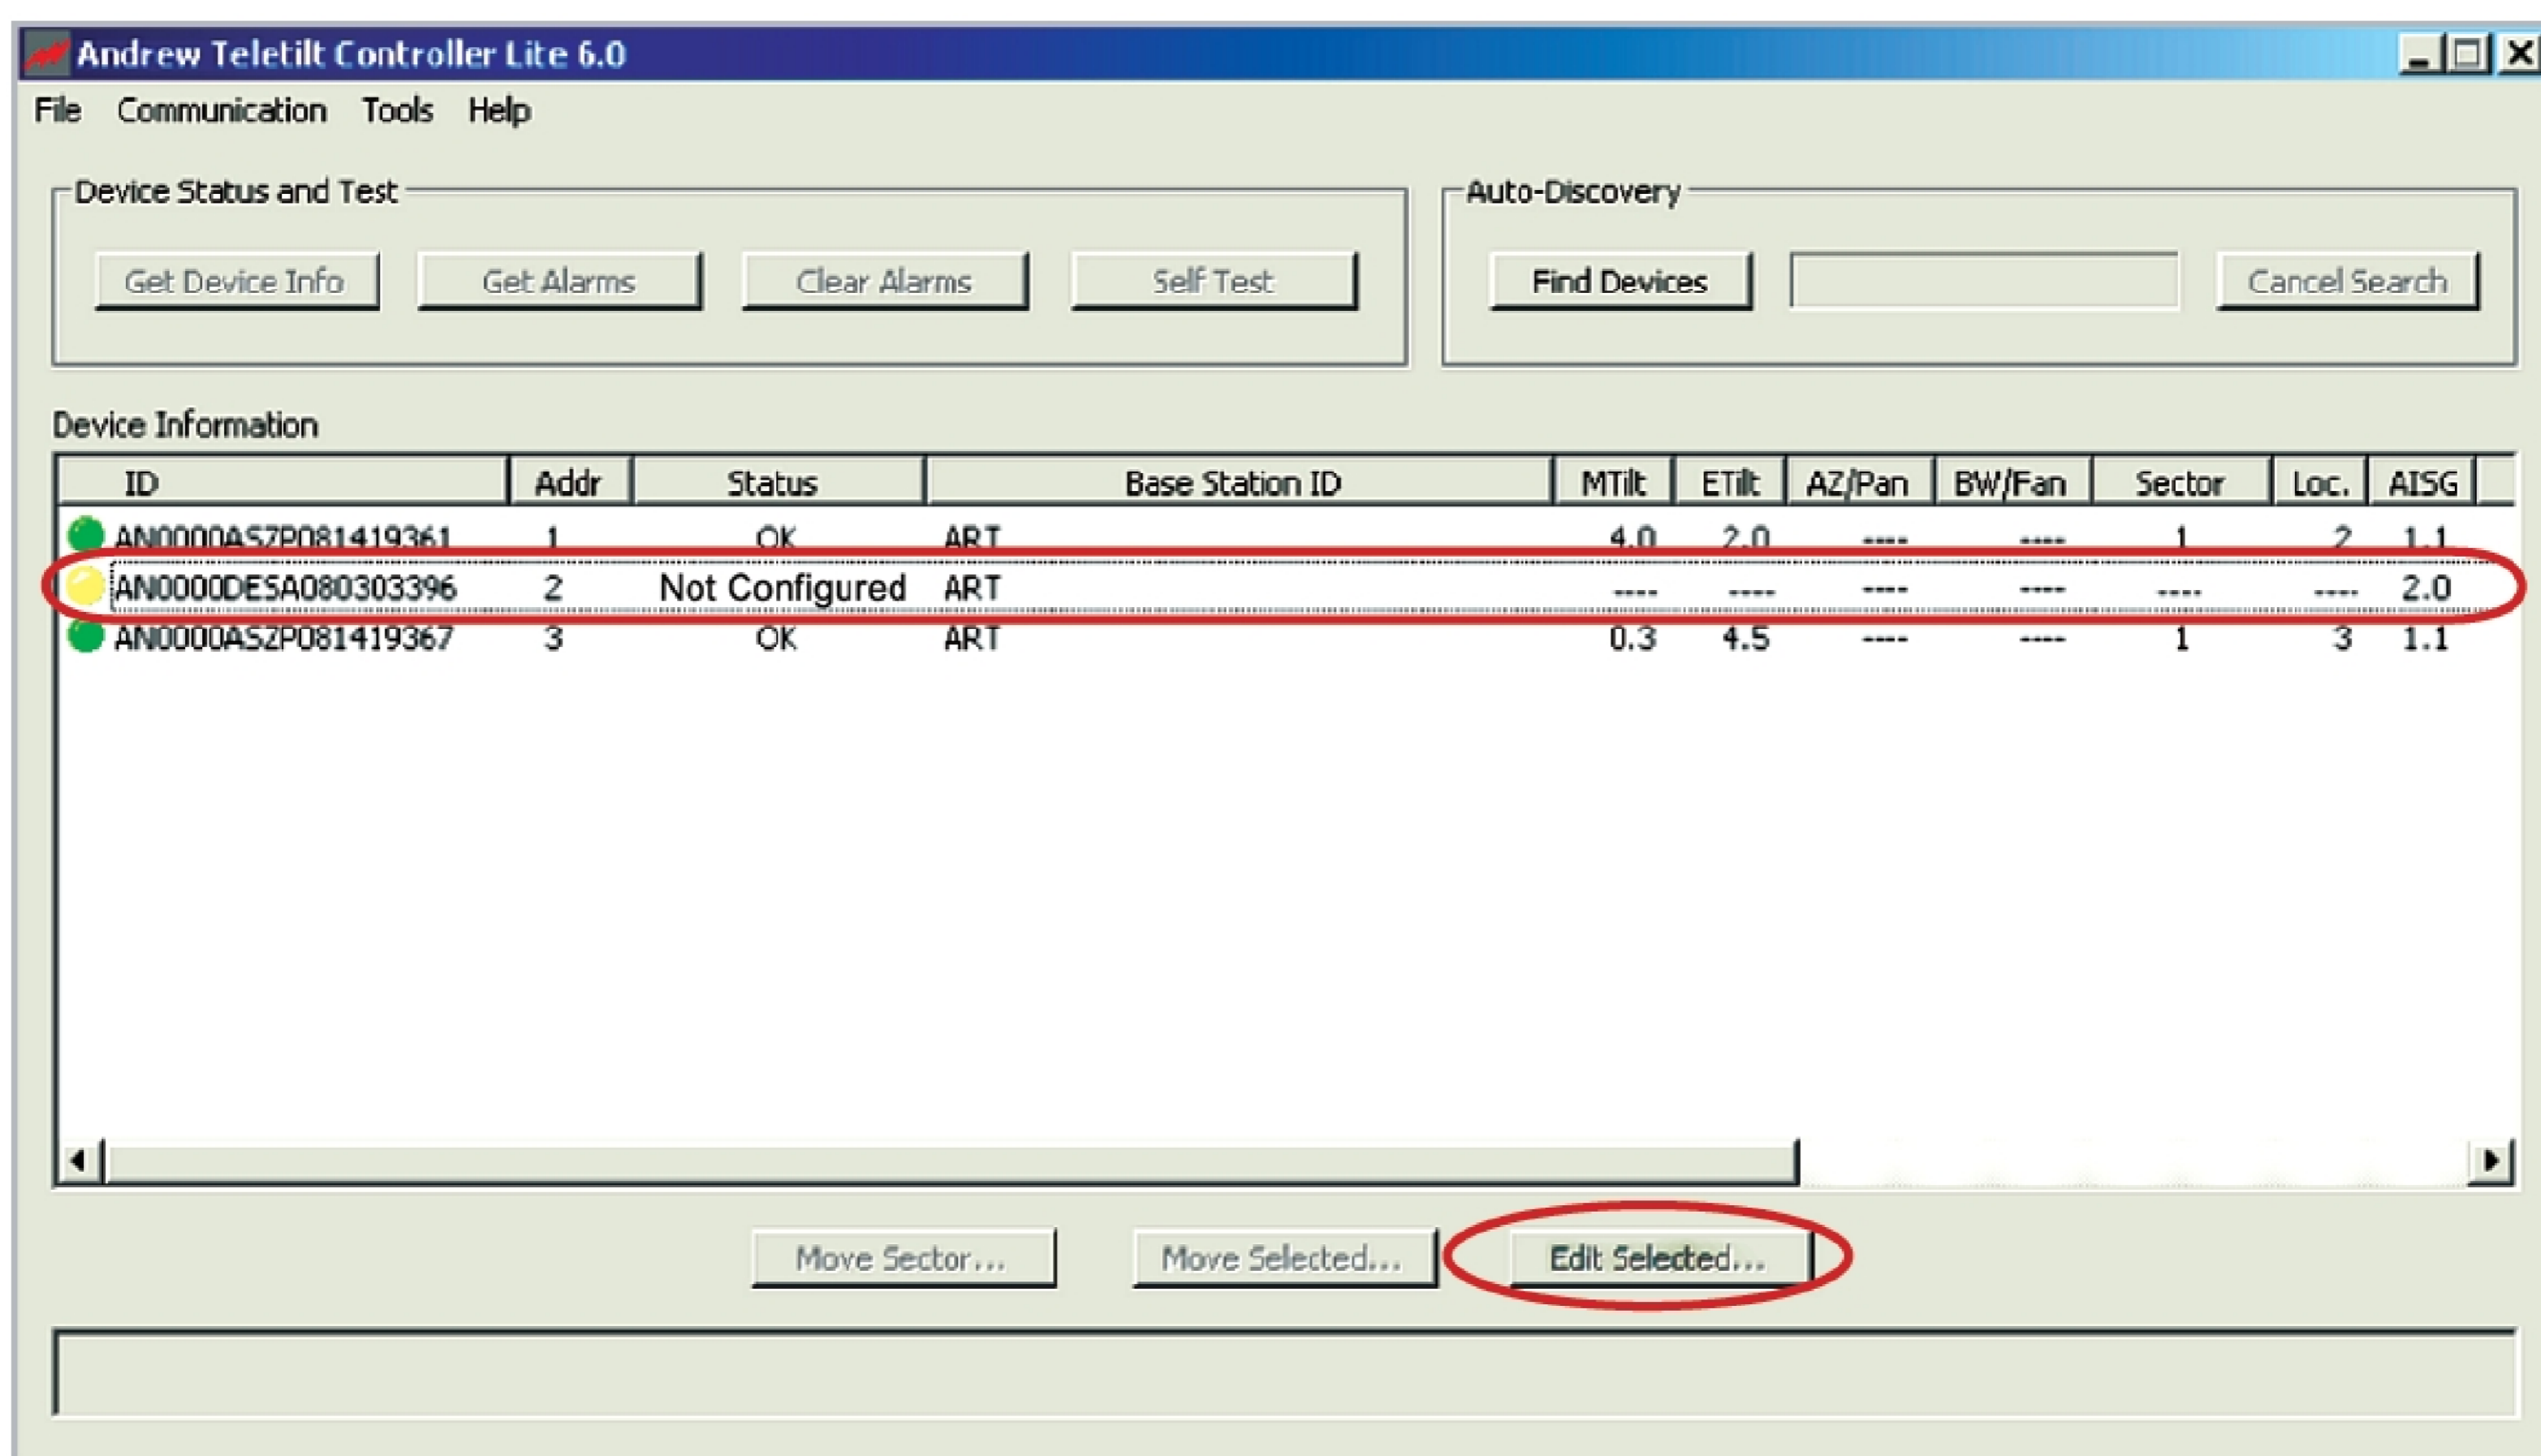 Andrew Teletilt Controller Lite 6.0
File Communication Tools Help
Device Status and Test Auto-Discovery
Get Device Info Get Alarms Clear Alarms Self Test Find Devices Cancel Search
Device Information
ID Addr Status Base Station ID MTilt ETilt AZ/Pan BW/Fan Sector Loc. AISG
AN0000ASZP081419361 1 OK ART 4.0 2.0 ---- ---- 1 2 1.1
AN0000DESA080303396 2 Not Configured ART ---- ---- ---- ---- ---- ---- 2.0
AN0000ASZP081419367 3 OK ART 0.3 4.5 ---- ---- 1 3 1.1
Move Sector... Move Selected... Edit Selected...